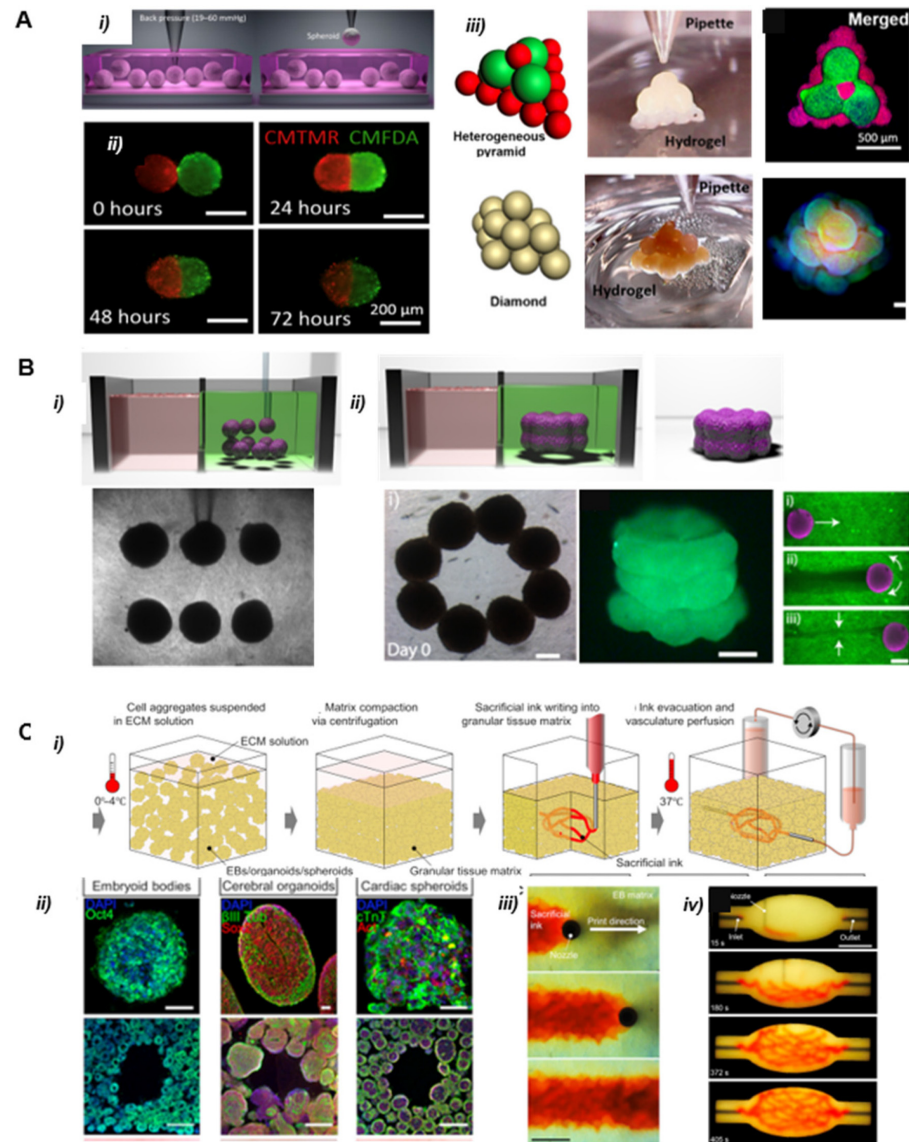 A
i)
Back pressure (19–60 mmHg)
Spheroid
ii)
CMTMR CMFDA
0 hours
24 hours
48 hours
72 hours
200 µm
iii)
Heterogeneous
pyramid
Pipette
Hydrogel
Merged
500 µm
Diamond
Pipette
Hydrogel
B
i)
ii)
i)
Day 0
i)
ii)
iii)
C
i)
Cell aggregates suspended
in ECM solution
Matrix compaction
via centrifugation
Sacrificial ink writing into
granular tissue matrix
Ink evacuation and
vasculature perfusion
ECM solution
0°–4℃
37℃
EBs/organoids/spheroids
Granular tissue matrix
Sacrificial ink
ii)
Embryoid bodies
DAPI
Oct4
Cerebral organoids
DAPI
βIII Tub
Cardiac spheroids
DAPI
cTnT
iii)
EB matrix
Sacrificial
ink
Print direction
Nozzle
iv)
Inlet
Outlet
15 s
180 s
372 s
405 s